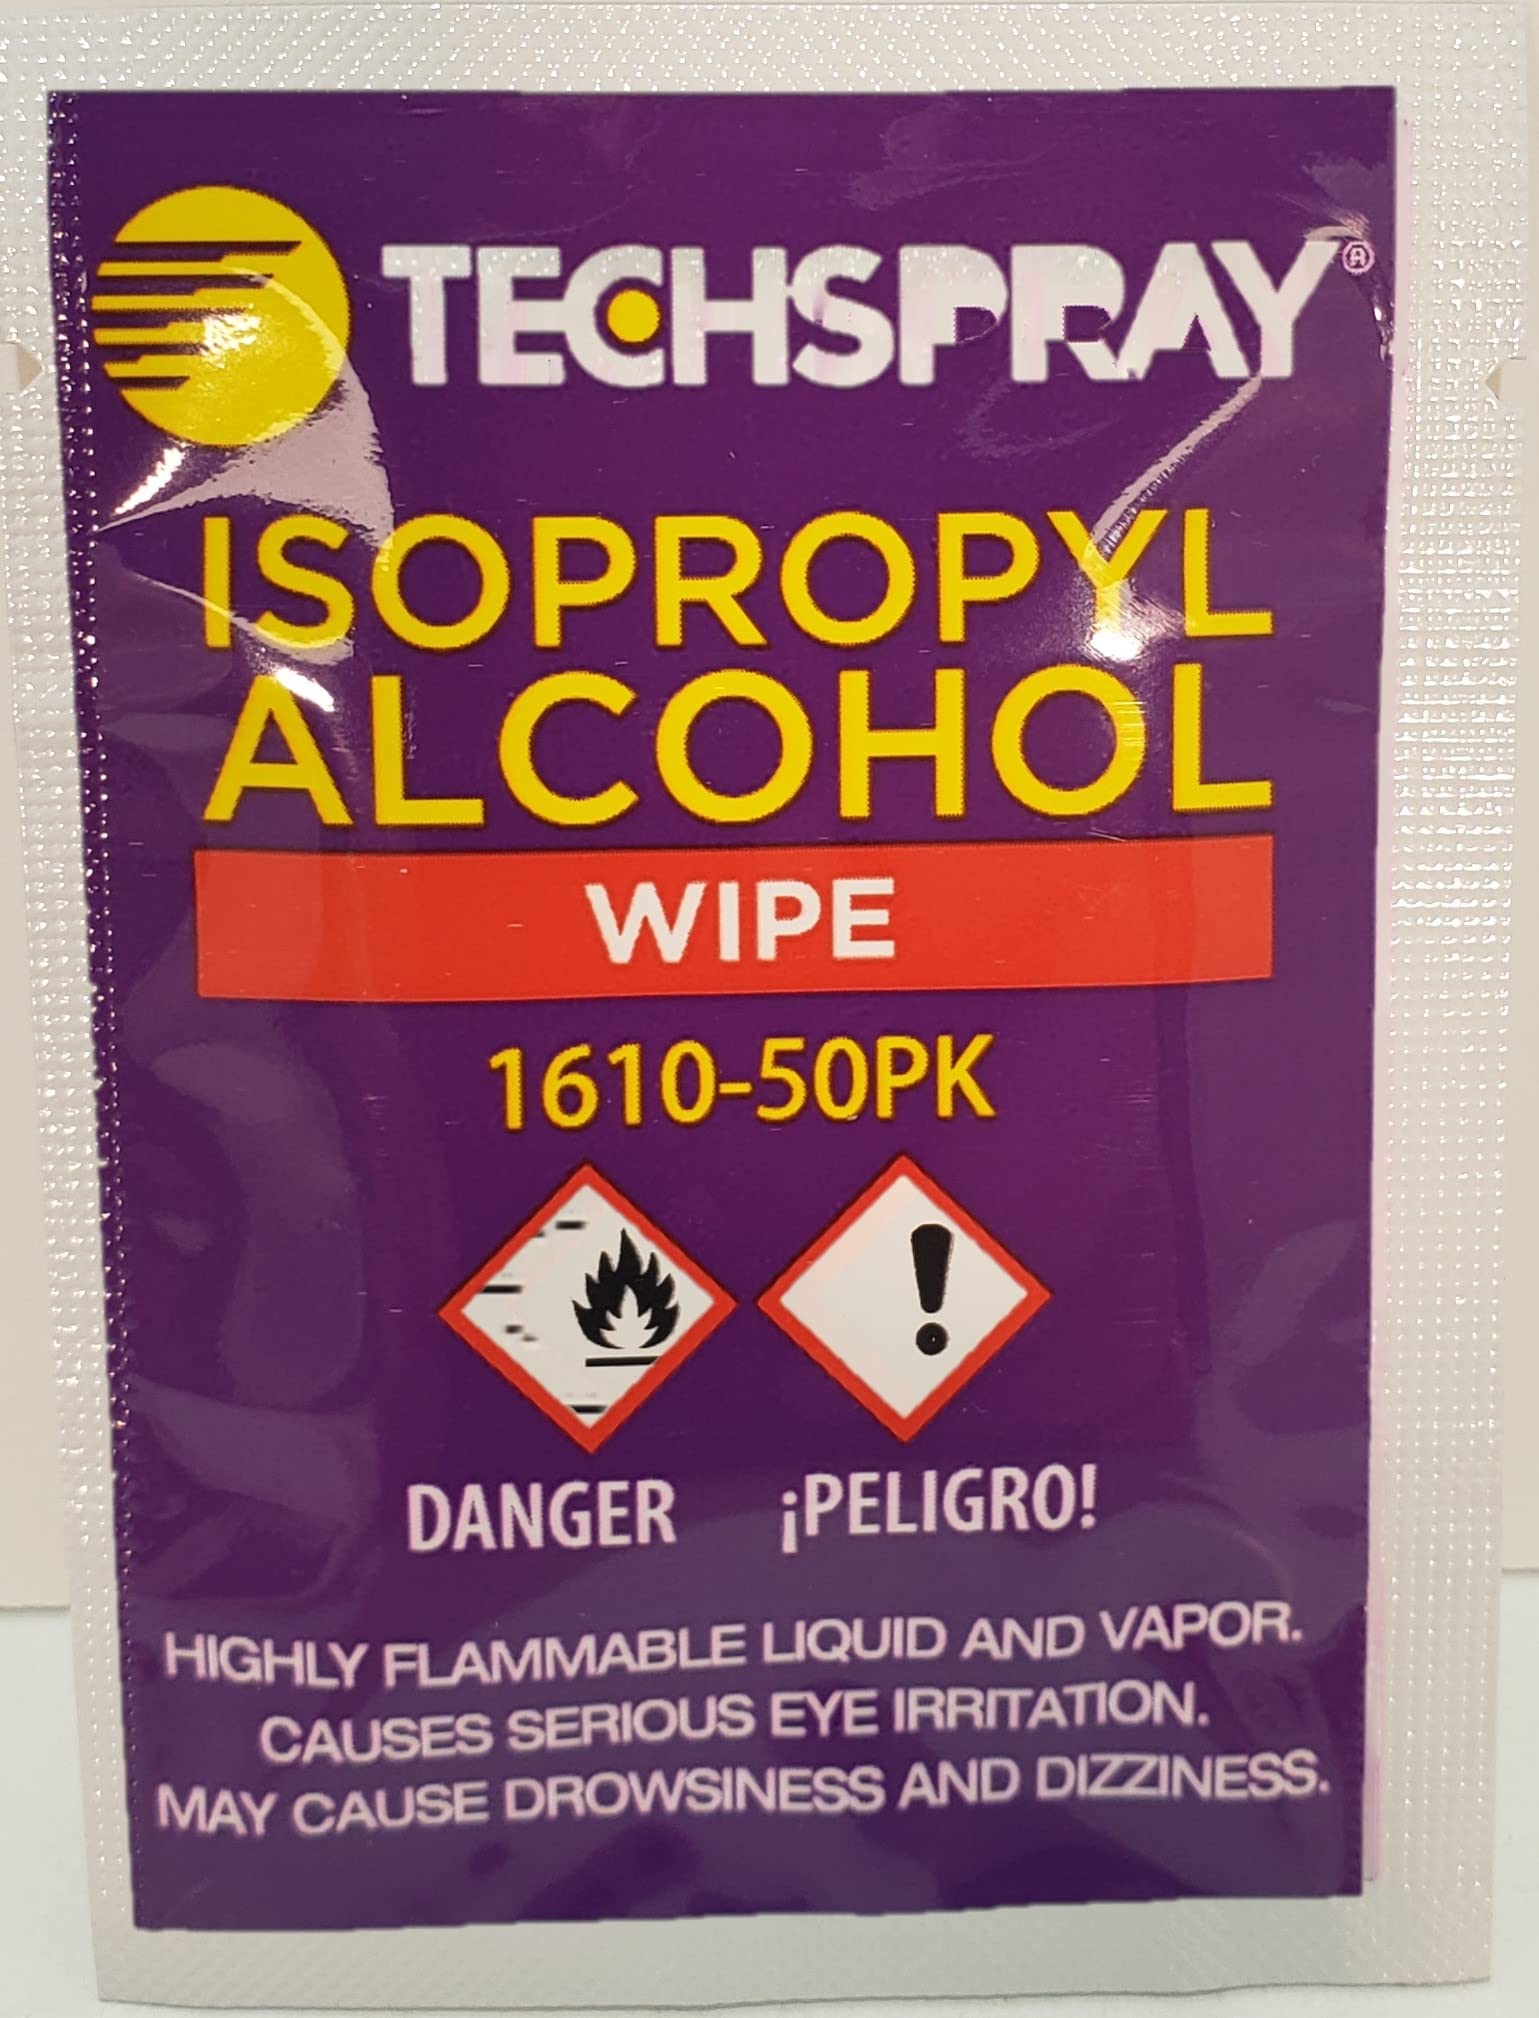 TECHSPRAY®
ISOPROPYL
ALCOHOL
WIPE
1610-50PK
DANGER ¡PELIGRO!
HIGHLY FLAMMABLE LIQUID AND VAPOR.
CAUSES SERIOUS EYE IRRITATION.
MAY CAUSE DROWSINESS AND DIZZINESS.